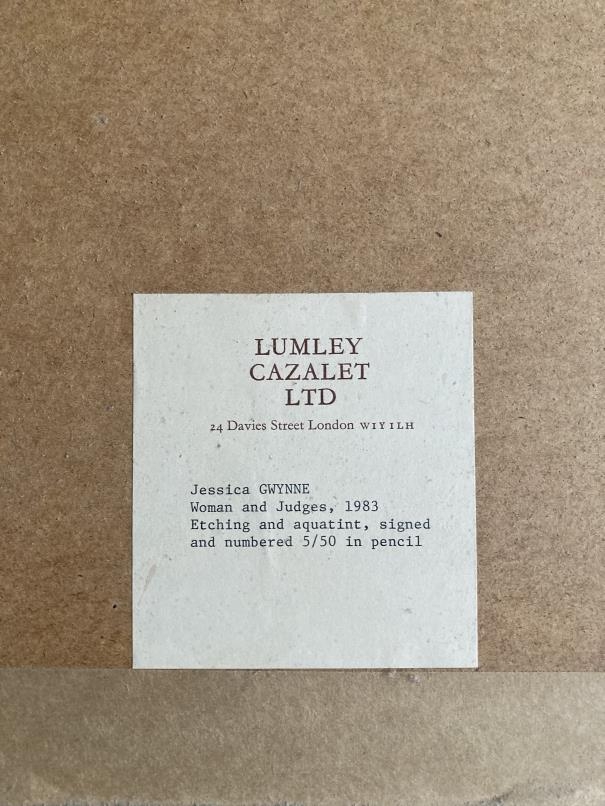 LUMLEY
CAZALET
LTD
24 Davies Street London W1Y 1LH
Jessica GWYNNE
Woman and Judges, 1983
Etching and aquatint, signed
and numbered 5/50 in pencil